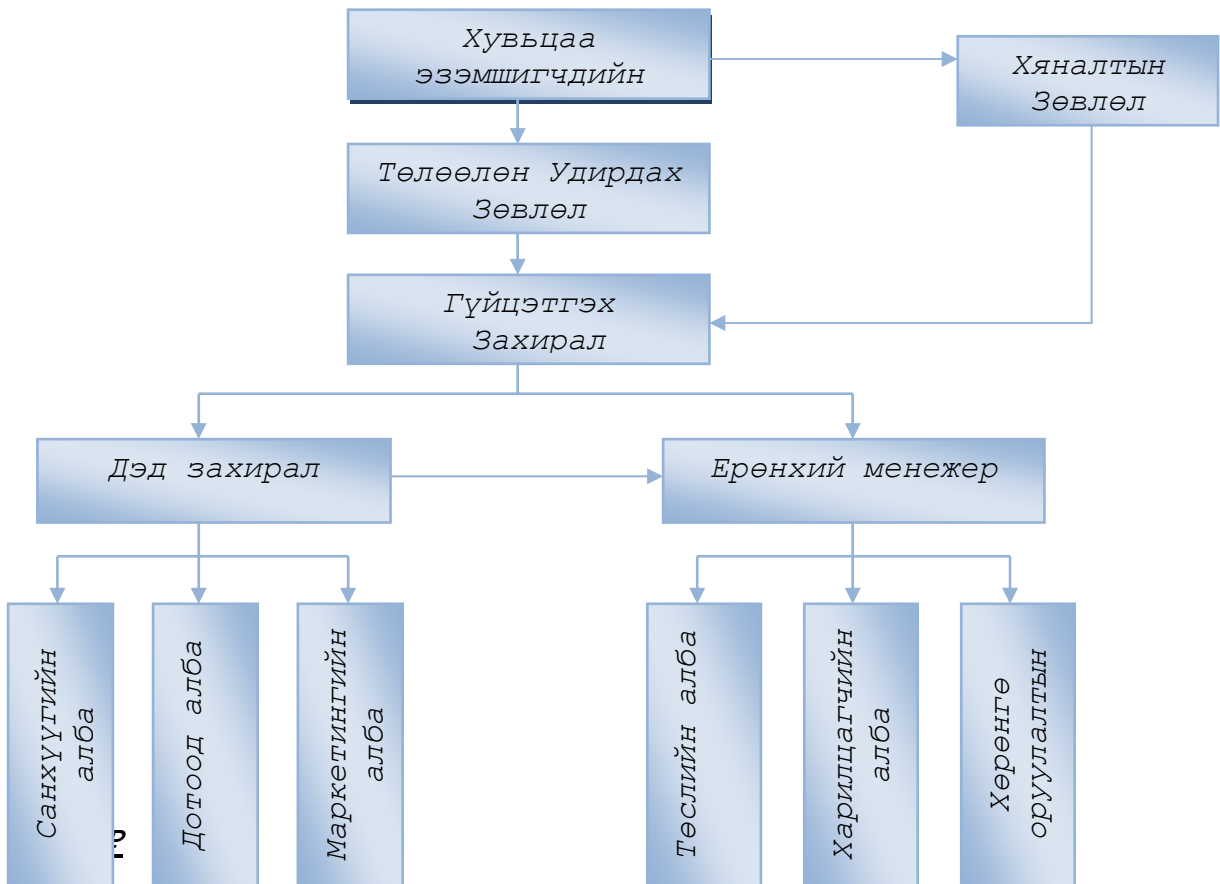 Хувьцаа
эзэмшигчдийн
Хяналтын
Зөвлөл
Төлөөлөн Удирдах
Зөвлөл
Гүйцэтгэх
Захирал
Дэд захирал
Ерөнхий менежер
Санхүүгийн
алба
Дотоод алба
Маркетингийн
алба
Төслийн алба
Харилцагчийн
алба
Хөрөнгө
оруулалтын